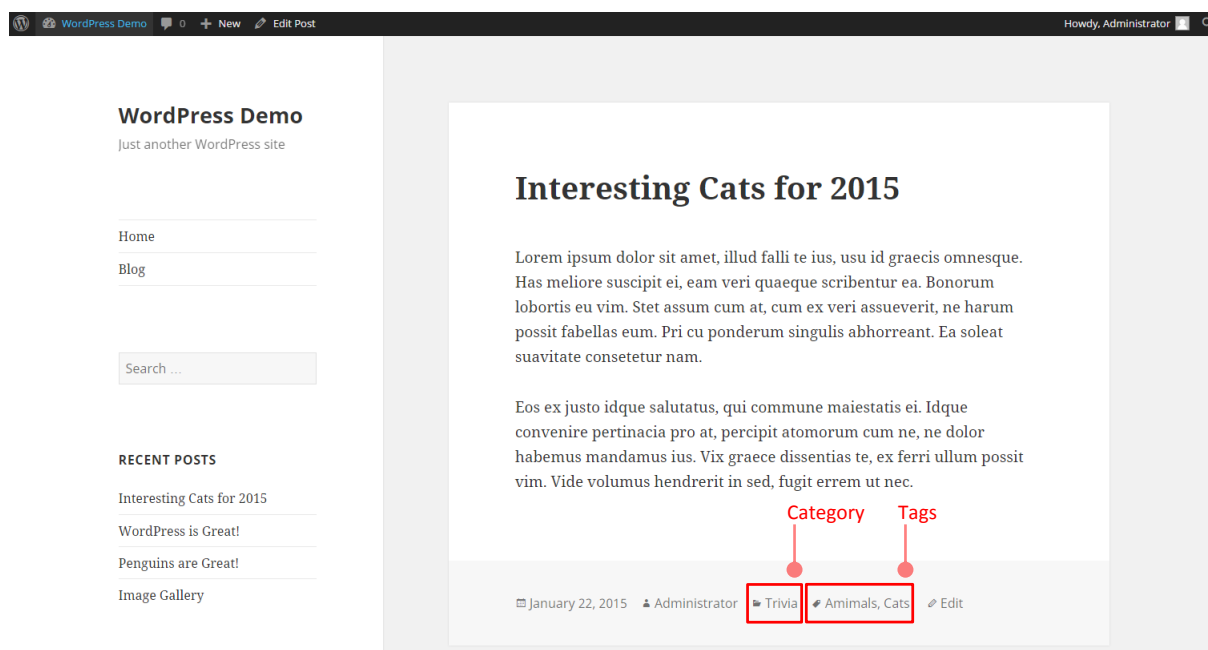 WordPress Demo 0 New Edit Post Howdy, Administrator
WordPress Demo
Just another WordPress site
Home
Blog
Search ...
RECENT POSTS
Interesting Cats for 2015
WordPress is Great!
Penguins are Great!
Image Gallery
Interesting Cats for 2015
Lorem ipsum dolor sit amet, illud falli te ius, usu id graecis omnesque.
Has meliore suscipit ei, eam veri quaeque scribentur ea. Bonorum
lobortis eu vim. Stet assum cum at, cum ex veri assueverit, ne harum
possit fabellas eum. Pri cu ponderum singulis abhorreant. Ea soleat
suavitate consetetur nam.
Eos ex justo idque salutatus, qui commune maiestatis ei. Idque
convenire pertinacia pro at, percipit atomorum cum ne, ne dolor
habemus mandamus ius. Vix graece dissentias te, ex ferri ullum possit
vim. Vide volumus hendrerit in sed, fugit errem ut nec.
Category Tags
January 22, 2015 Administrator Trivia Amimals, Cats Edit